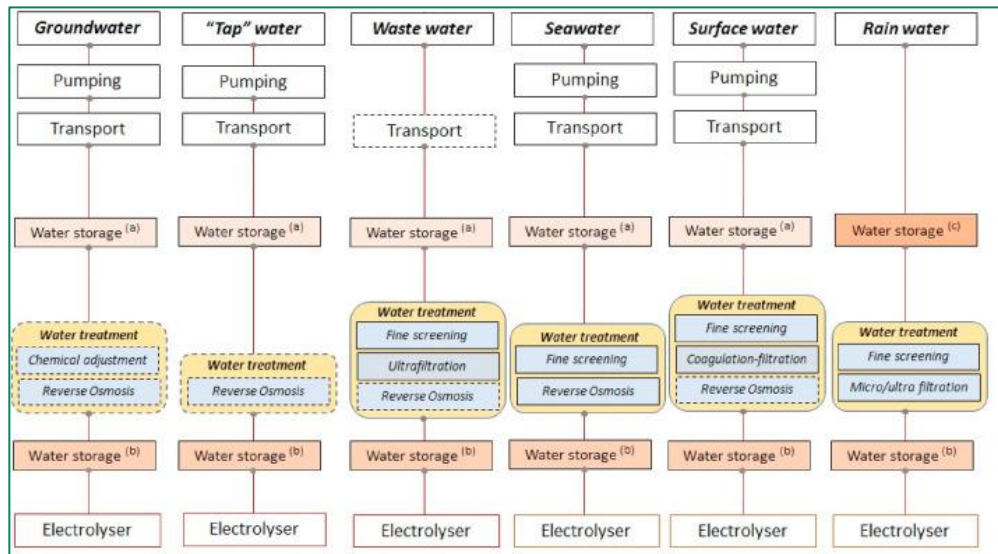 Groundwater
"Tap" water
Waste water
Seawater
Surface water
Rain water
Pumping
Pumping
Pumping
Pumping
Transport
Transport
Transport
Transport
Transport
Water storage (a)
Water storage (a)
Water storage (a)
Water storage (a)
Water storage (a)
Water storage (c)
Water treatment
Chemical adjustment
Reverse Osmosis
Water treatment
Reverse Osmosis
Water treatment
Fine screening
Ultrafiltration
Reverse Osmosis
Water treatment
Fine screening
Reverse Osmosis
Water treatment
Fine screening
Coagulation-filtration
Reverse Osmosis
Water treatment
Fine screening
Micro/ultra filtration
Water storage (b)
Water storage (b)
Water storage (b)
Water storage (b)
Water storage (b)
Water storage (b)
Electrolyser
Electrolyser
Electrolyser
Electrolyser
Electrolyser
Electrolyser